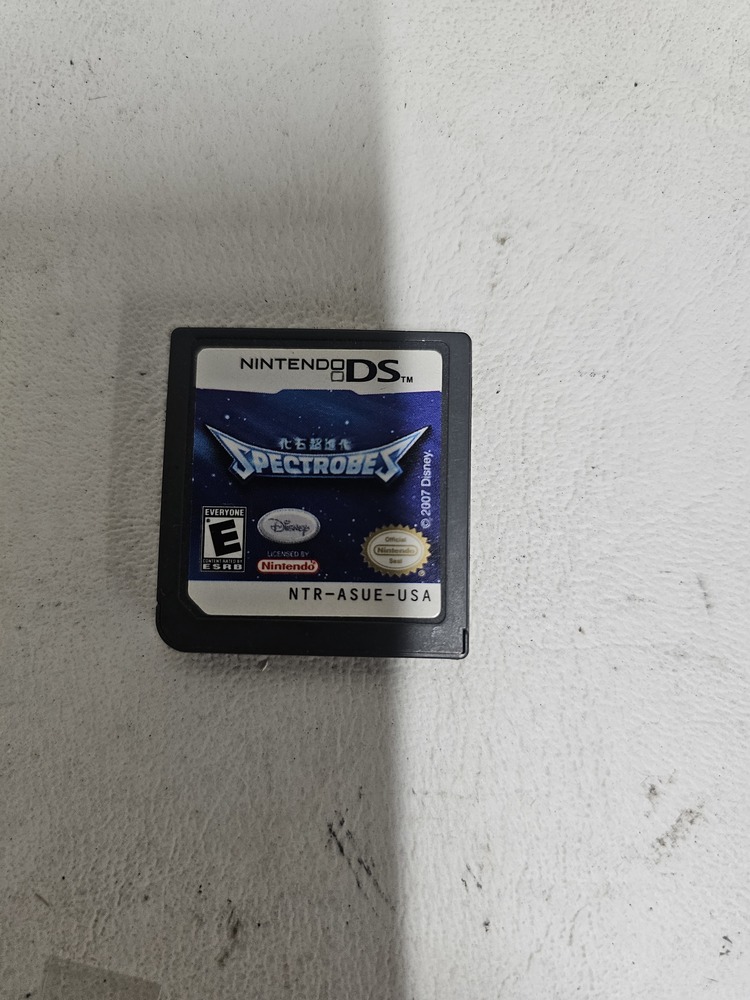 NINTENDO DS™
化石超進化
SPECTROBES
© 2007 Disney.
EVERYONE
E
CONTENT RATED BY
ESRB
Disney
LICENSED BY
Nintendo
Official
Nintendo
Seal
®
NTR-ASUE-USA